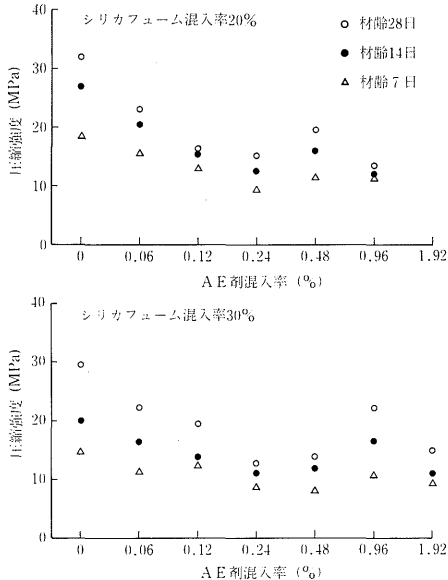 シリカフューム混入率20%
○ 材齢28日
● 材齢14日
△ 材齢7日
圧縮強度 (MPa)
40
30
20
10
0
0 0.06 0.12 0.24 0.48 0.96 1.92
AE剤混入率 (%)
シリカフューム混入率30%
圧縮強度 (MPa)
40
30
20
10
0
0 0.06 0.12 0.24 0.48 0.96 1.92
AE剤混入率 (%)